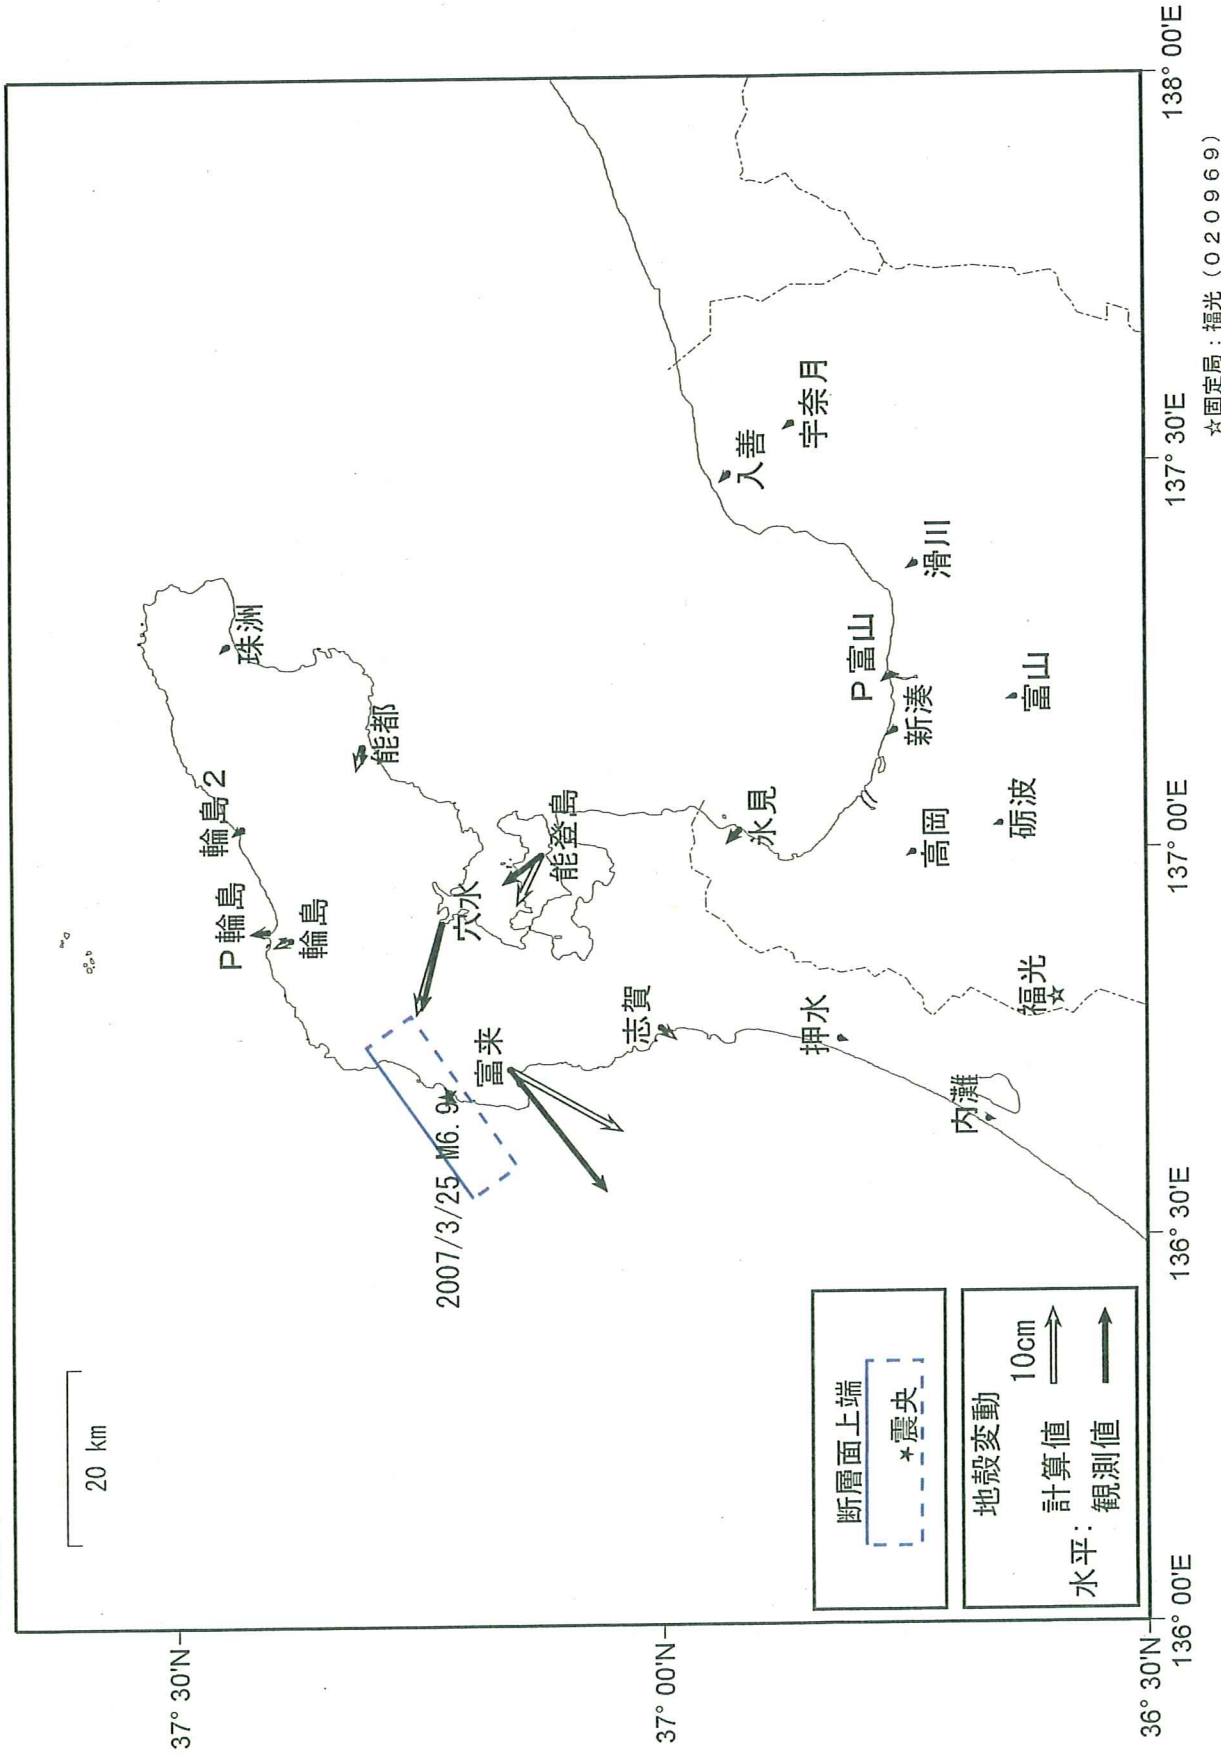 37° 30'N
37° 00'N
36° 30'N
136° 00'E
136° 30'E
137° 00'E
137° 30'E
138° 00'E
20 km
珠洲
輪島2
能都
P輪島
輪島
穴水
能登島
2007/3/25 M6.9
富来
志賀
氷見
入善
宇奈月
滑川
P富山
新湊
富山
高岡
砺波
押水
福光
内灘
断層面上端
震央
地殻変動
10cm
水平:
計算値
観測値
☆固定局:福光(020969)